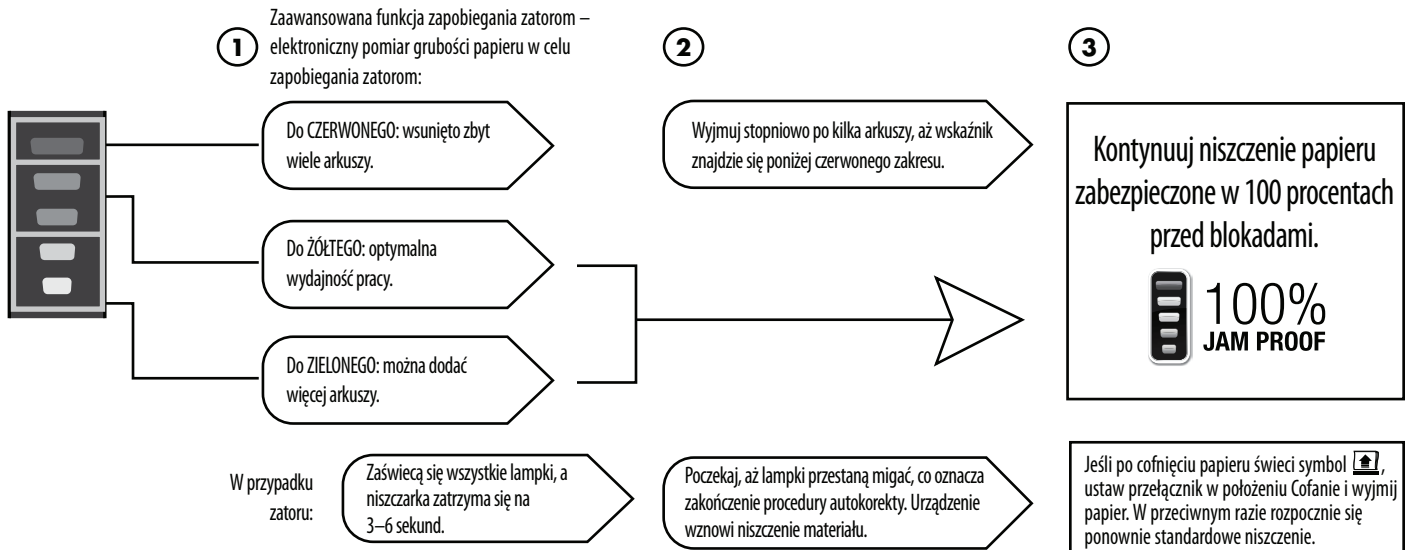 1
Zaawansowana funkcja zapobiegania zatorom –
elektroniczny pomiar grubości papieru w celu
zapobiegania zatorom:
Do CZERWONEGO: wsunięto zbyt
wiele arkuszy.
Do ŻÓŁTEGO: optymalna
wydajność pracy.
Do ZIELONEGO: można dodać
więcej arkuszy.
2
Wyjmuj stopniowo po kilka arkuszy, aż wskaźnik
znajdzie się poniżej czerwonego zakresu.
3
Kontynuuj niszczenie papieru
zabezpieczone w 100 procentach
przed blokadami.
100%
JAM PROOF
W przypadku
zatoru:
Zaświecą się wszystkie lampki, a
niszczarka zatrzyma się na
3–6 sekund.
Poczekaj, aż lampki przestaną migać, co oznacza
zakończenie procedury autokorekty. Urządzenie
wznowi niszczenie materiału.
Jeśli po cofnięciu papieru świeci symbol ,
ustaw przełącznik w położeniu Cofanie i wyjmij
papier. W przeciwnym razie rozpocznie się
ponownie standardowe niszczenie.